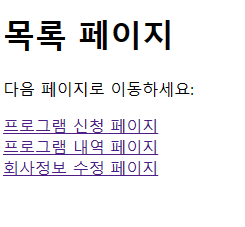 목록 페이지
다음 페이지로 이동하세요:
프로그램 신청 페이지
프로그램 내역 페이지
회사정보 수정 페이지